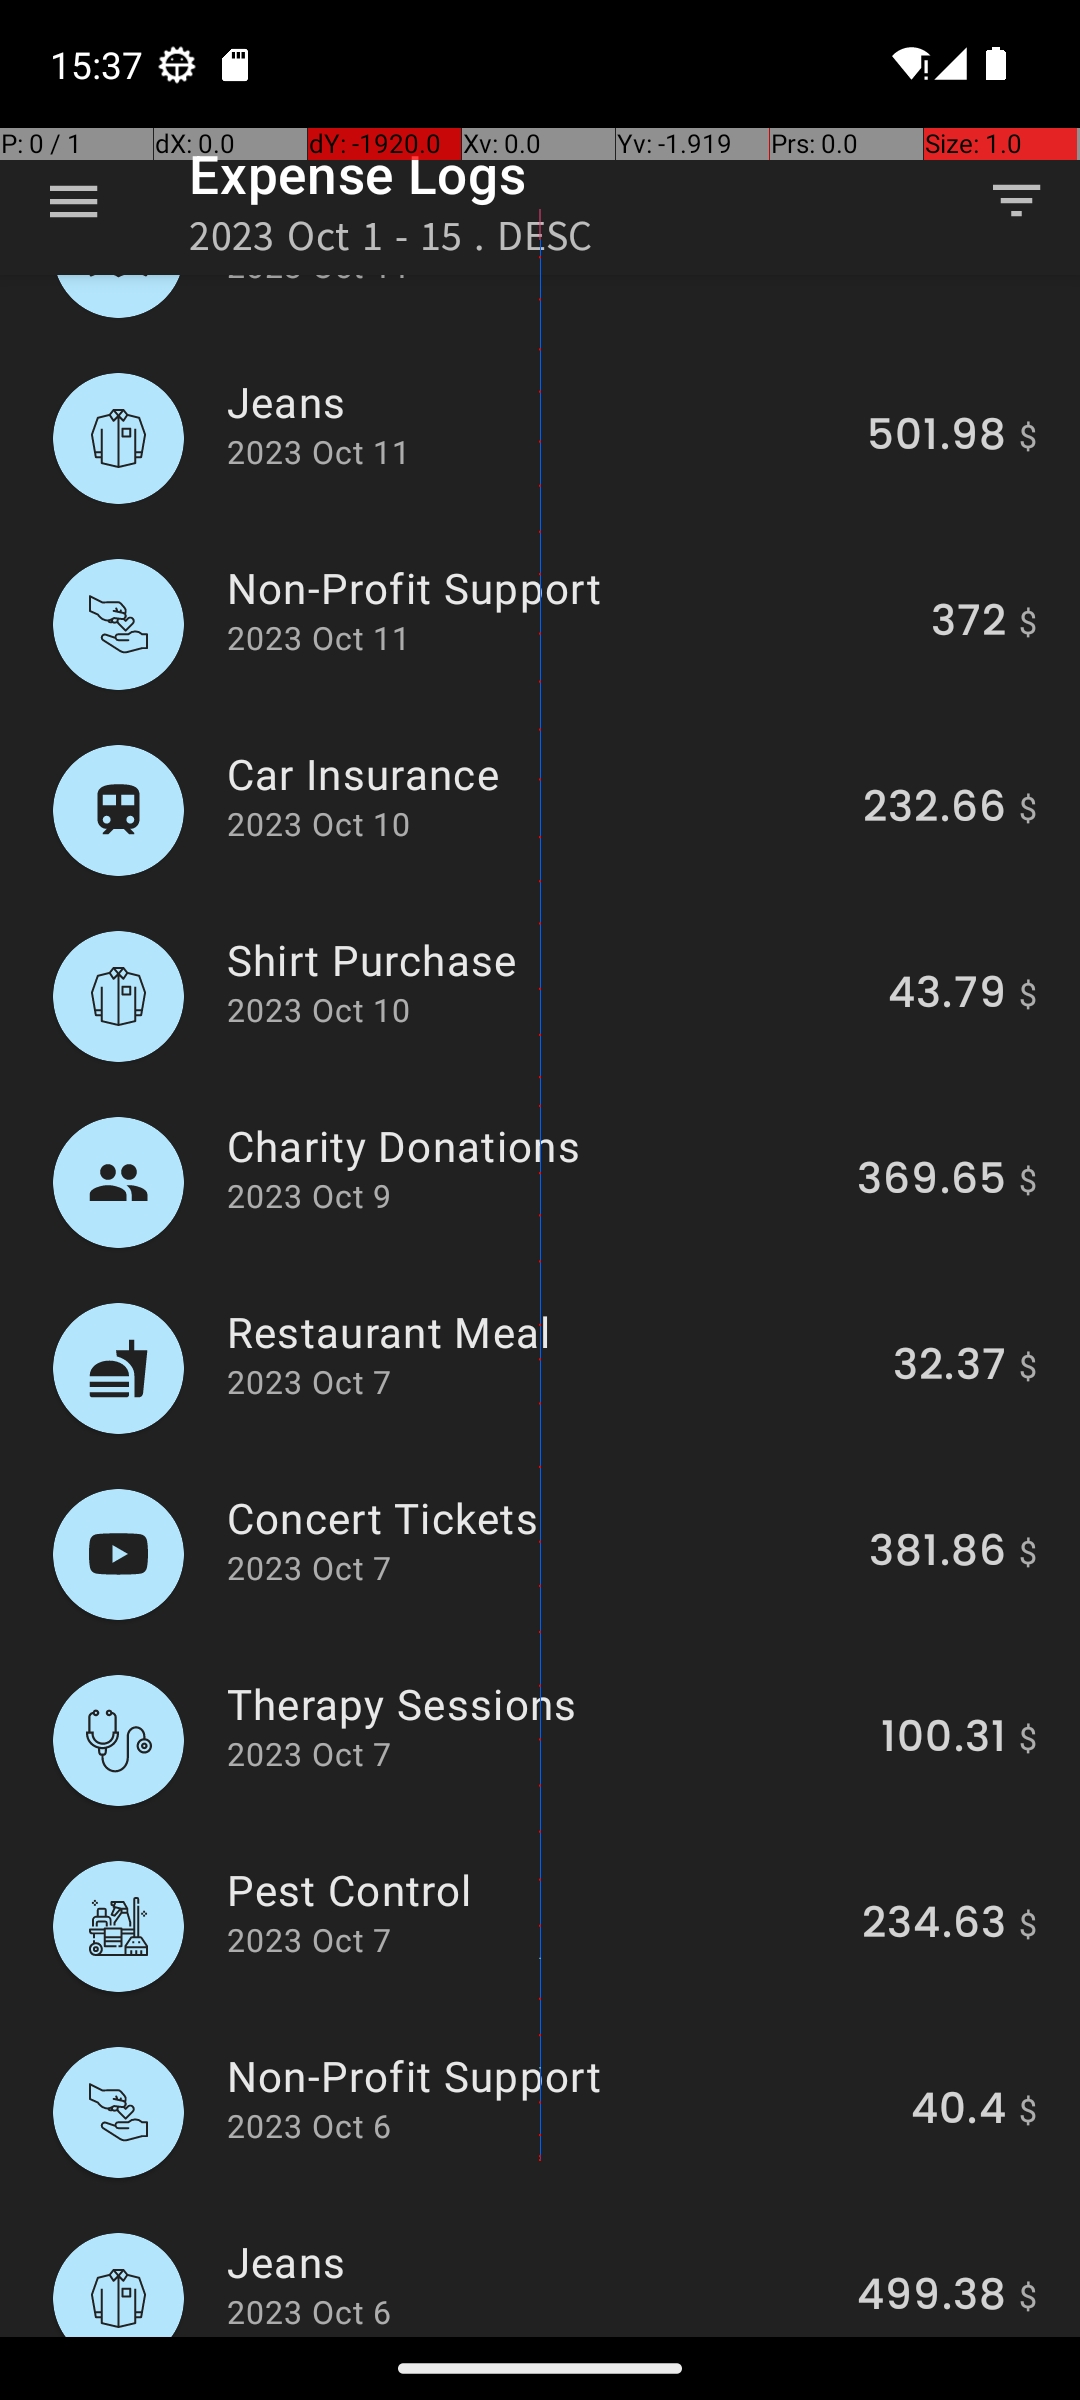 15:37
P: 0 / 1 dX: 0.0 dY: -1920.0 Xv: 0.0 Yv: -1.919 Prs: 0.0 Size: 1.0
Expense Logs
2023 Oct 1 - 15 . DESC
Jeans
2023 Oct 11
501.98 $
Non-Profit Support
2023 Oct 11
372 $
Car Insurance
2023 Oct 10
232.66 $
Shirt Purchase
2023 Oct 10
43.79 $
Charity Donations
2023 Oct 9
369.65 $
Restaurant Meal
2023 Oct 7
32.37 $
Concert Tickets
2023 Oct 7
381.86 $
Therapy Sessions
2023 Oct 7
100.31 $
Pest Control
2023 Oct 7
234.63 $
Non-Profit Support
2023 Oct 6
40.4 $
Jeans
2023 Oct 6
499.38 $